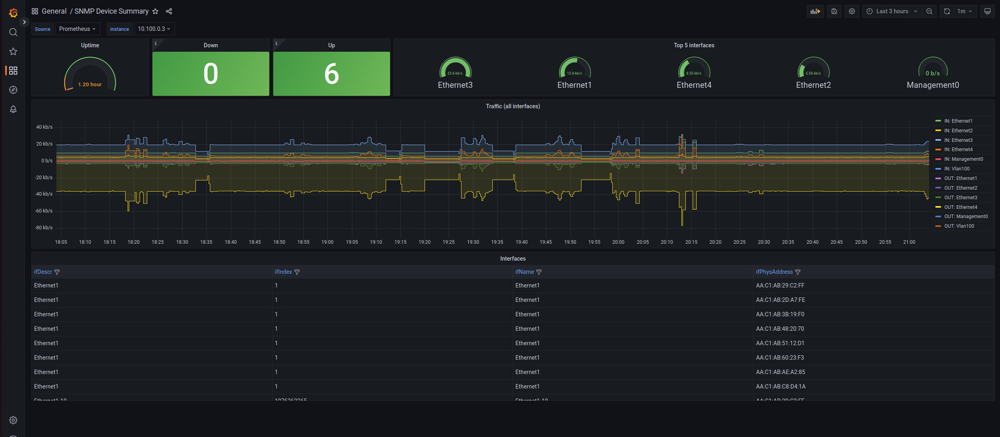 General / SNMP Device Summary
Last 3 hours 1m
Source Prometheus instance 10.100.0.3
Uptime
1.20 hour
Down
0
Up
6
Top 5 interfaces
23.6 kb/s 12.8 kb/s 8.55 kb/s 5.56 kb/s 0 b/s
Ethernet3 Ethernet1 Ethernet4 Ethernet2 Management0
Traffic (all interfaces)
40 kb/s
20 kb/s
0 b/s
-20 kb/s
-40 kb/s
-60 kb/s
-80 kb/s
18:05 18:10 18:15 18:20 18:25 18:30 18:35 18:40 18:45 18:50 18:55 19:00 19:05 19:10 19:15 19:20 19:25 19:30 19:35 19:40 19:45 19:50 19:55 20:00 20:05 20:10 20:15 20:20 20:25 20:30 20:35 20:40 20:45 20:50 20:55 21:00
IN: Ethernet1
IN: Ethernet2
IN: Ethernet3
IN: Ethernet4
IN: Management0
IN: Vlan100
OUT: Ethernet1
OUT: Ethernet2
OUT: Ethernet3
OUT: Ethernet4
OUT: Management0
OUT: Vlan100
Interfaces
ifDescr ifIndex ifName ifPhysAddress
Ethernet1 1 Ethernet1 AA:C1:AB:29:C2:FF
Ethernet1 1 Ethernet1 AA:C1:AB:2D:A7:FE
Ethernet1 1 Ethernet1 AA:C1:AB:3B:19:F0
Ethernet1 1 Ethernet1 AA:C1:AB:48:20:70
Ethernet1 1 Ethernet1 AA:C1:AB:51:12:D1
Ethernet1 1 Ethernet1 AA:C1:AB:60:23:F3
Ethernet1 1 Ethernet1 AA:C1:AB:AE:A2:85
Ethernet1 1 Ethernet1 AA:C1:AB:C8:D4:1A